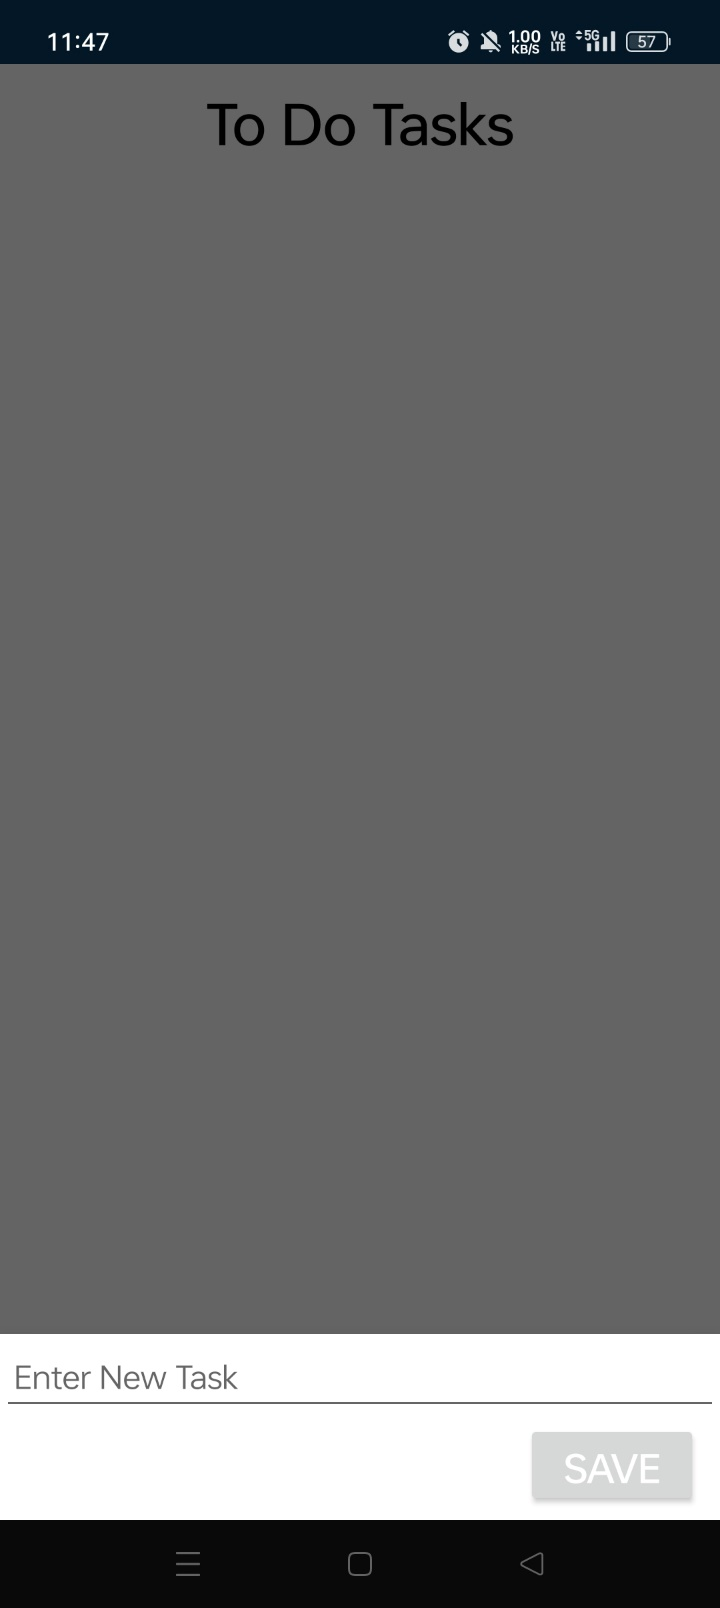 11:47
1.00 KB/S Vo LTE 5G 57
To Do Tasks
Enter New Task
SAVE